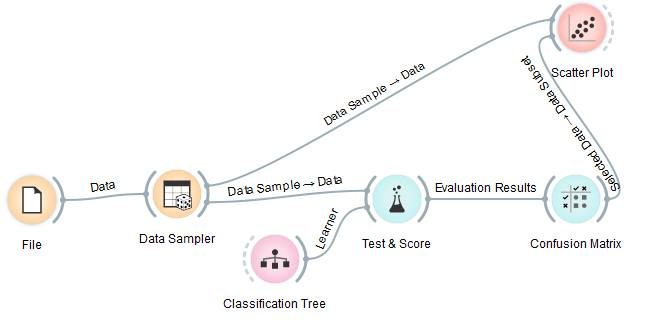 Scatter Plot
Data Sample → Data
Selected Data → Data Subset
Data
Data Sample → Data
Evaluation Results
File
Data Sampler
Learner
Test & Score
Confusion Matrix
Classification Tree